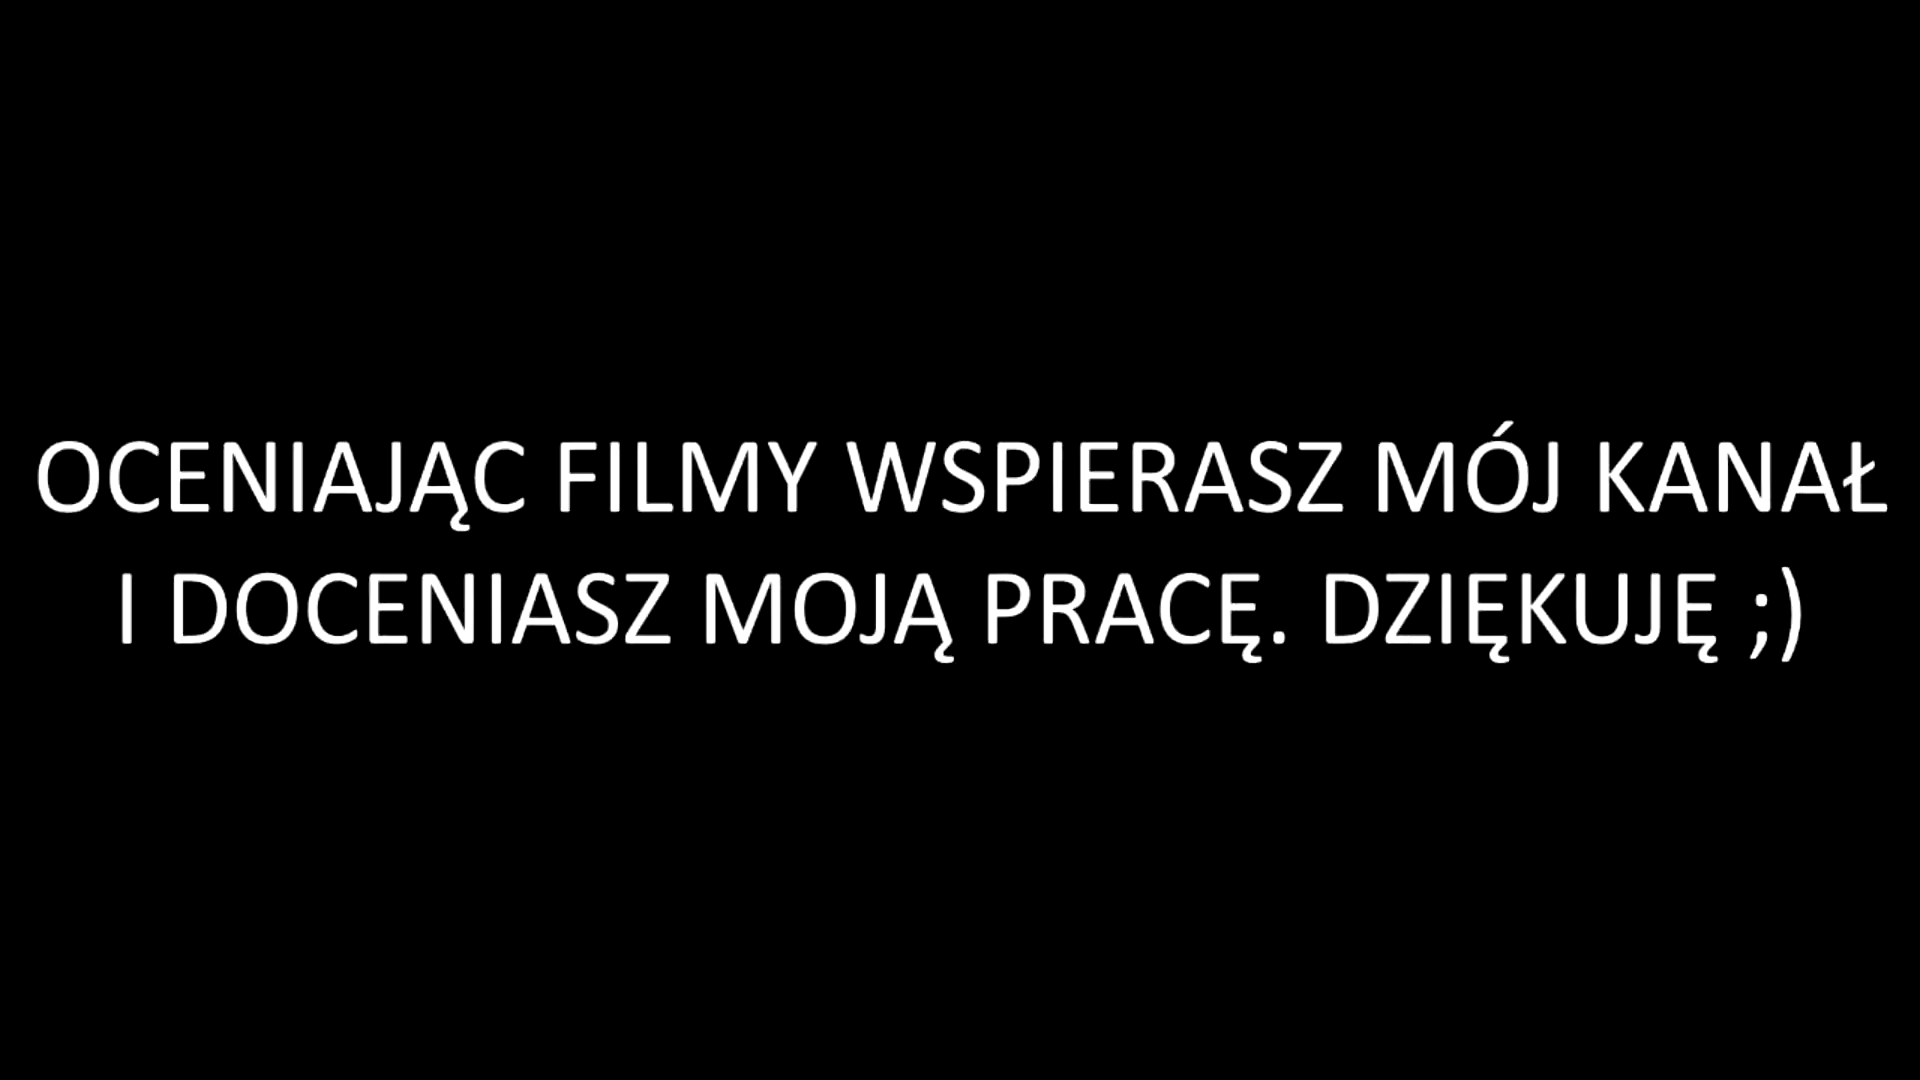 OCENIAJĄC FILMY WSPIERASZ MÓJ KANAŁ
I DOCENIASZ MOJĄ PRACĘ. DZIĘKUJĘ ;)